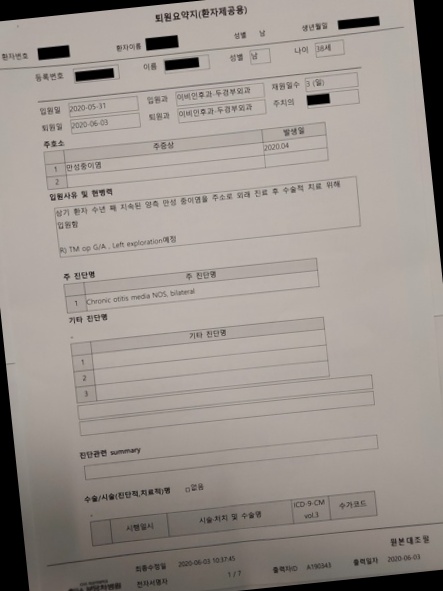 퇴원요약지(환자제공용)
환자번호 환자이름 성별 남 생년월일
등록번호 이름 성별 남 나이 38세
입원일 2020-05-31 입원과 이비인후과-두경부외과 재원일수 3 (일)
퇴원일 2020-06-03 퇴원과 이비인후과-두경부외과 주치의
주호소
주증상 발생일
1 만성중이염 2020.04
2
입원사유 및 현병력
상기 환자 수년 째 지속된 양측 만성 중이염을 주소로 외래 진료 후 수술적 치료 위해
입원함
R) TM op G/A , Left exploration예정
주 진단명
주 진단명
1 Chronic otitis media NOS, bilateral
기타 진단명
기타 진단명
1
2
3
진단관련 summary
수술/시술(진단적,치료적)명 □없음
시행일시 시술·처치 및 수술명 ICD-9-CM vol.3 수가코드
원본대조필
최종수정일 2020-06-03 10:37:45
전자서명자 1 / 7 출력자ID A190343 출력일자 2020-06-03